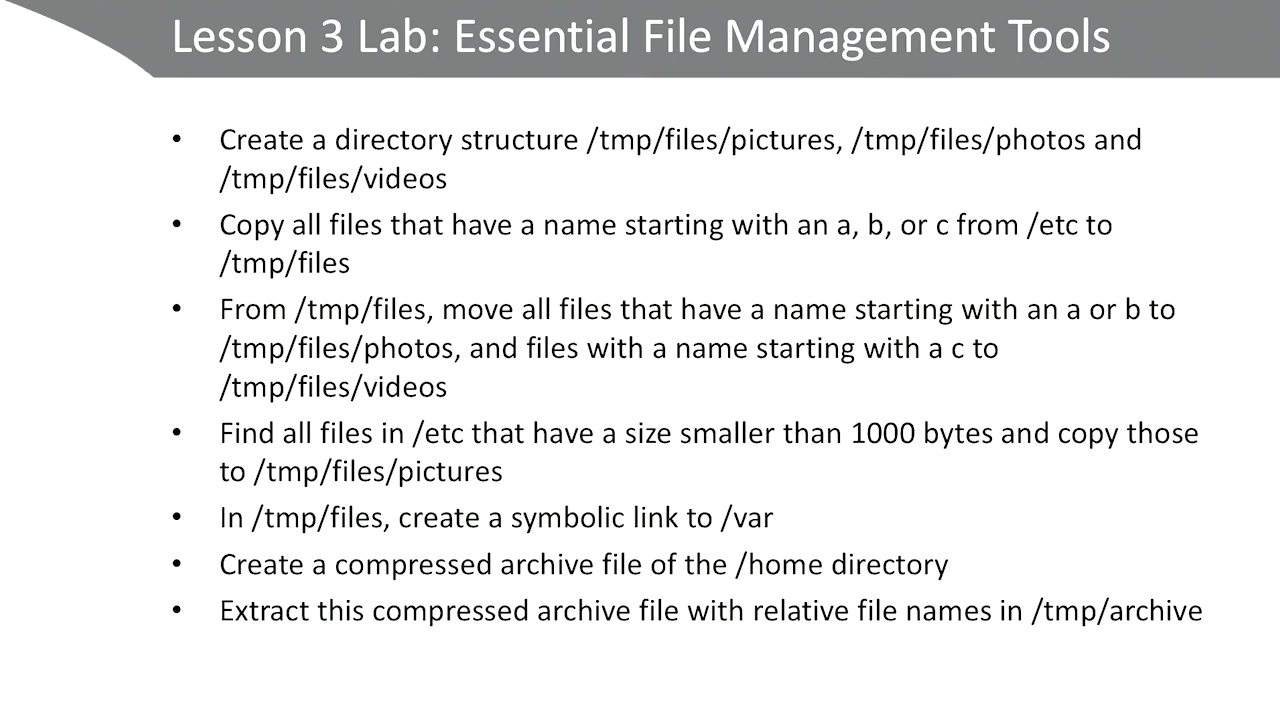 Lesson 3 Lab: Essential File Management Tools
• Create a directory structure /tmp/files/pictures, /tmp/files/photos and
/tmp/files/videos
• Copy all files that have a name starting with an a, b, or c from /etc to
/tmp/files
• From /tmp/files, move all files that have a name starting with an a or b to
/tmp/files/photos, and files with a name starting with a c to
/tmp/files/videos
• Find all files in /etc that have a size smaller than 1000 bytes and copy those
to /tmp/files/pictures
• In /tmp/files, create a symbolic link to /var
• Create a compressed archive file of the /home directory
• Extract this compressed archive file with relative file names in /tmp/archive